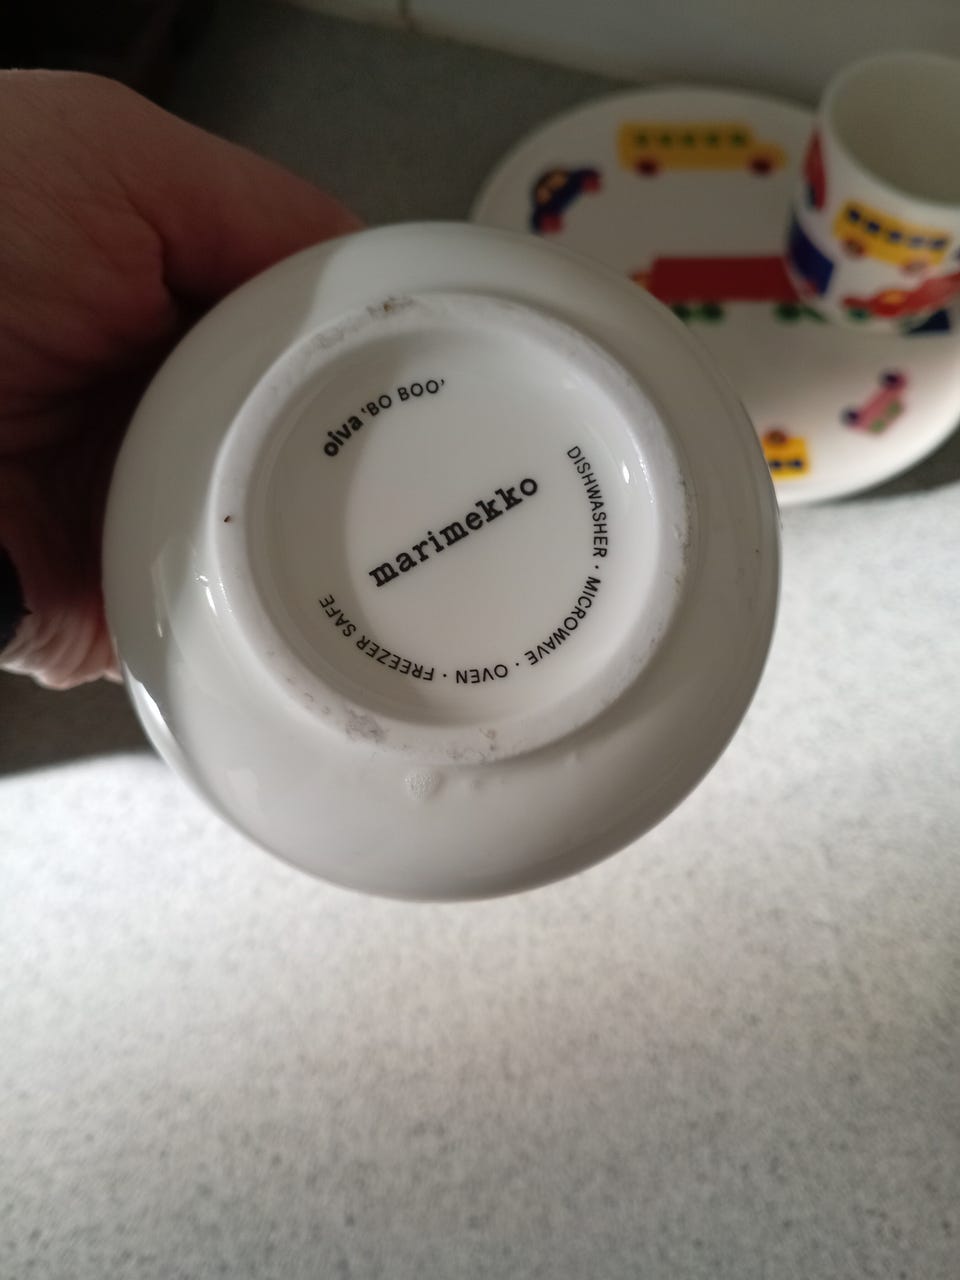 oiva 'BO BOO'
marimekko
DISHWASHER · MICROWAVE · OVEN · FREEZER SAFE